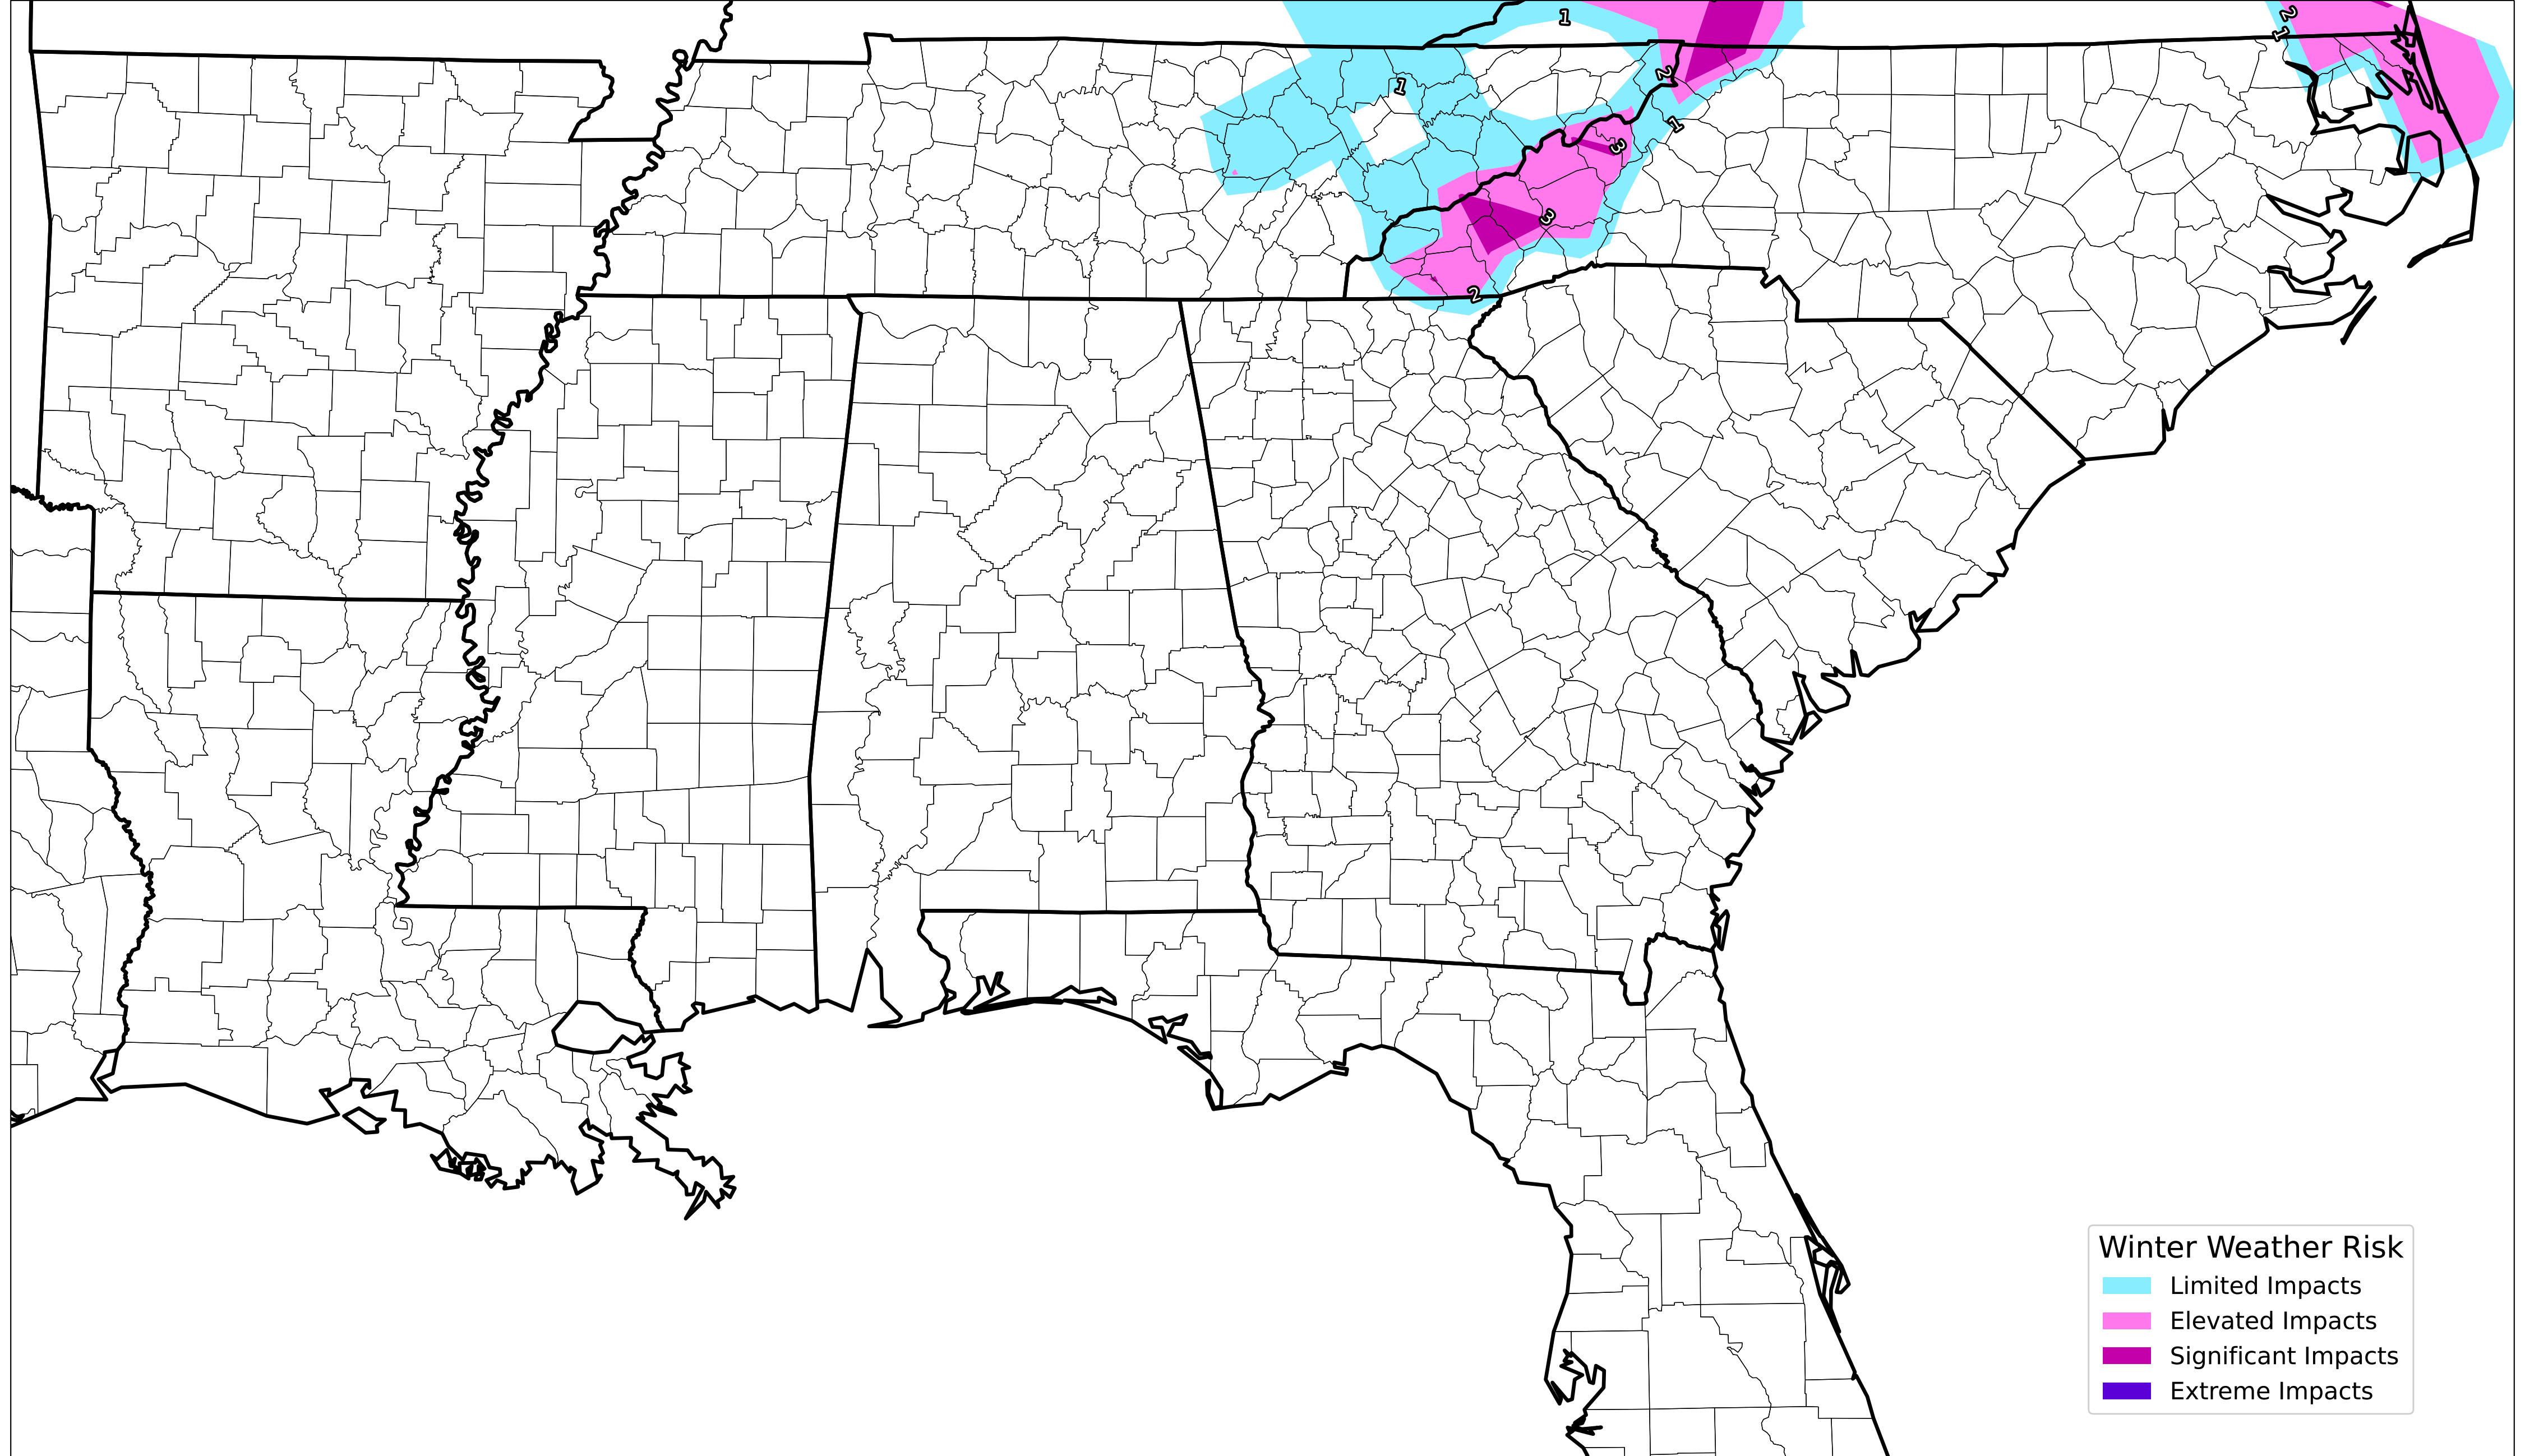 1
2
1
2
1
1
3
3
2
Winter Weather Risk
Limited Impacts
Elevated Impacts
Significant Impacts
Extreme Impacts